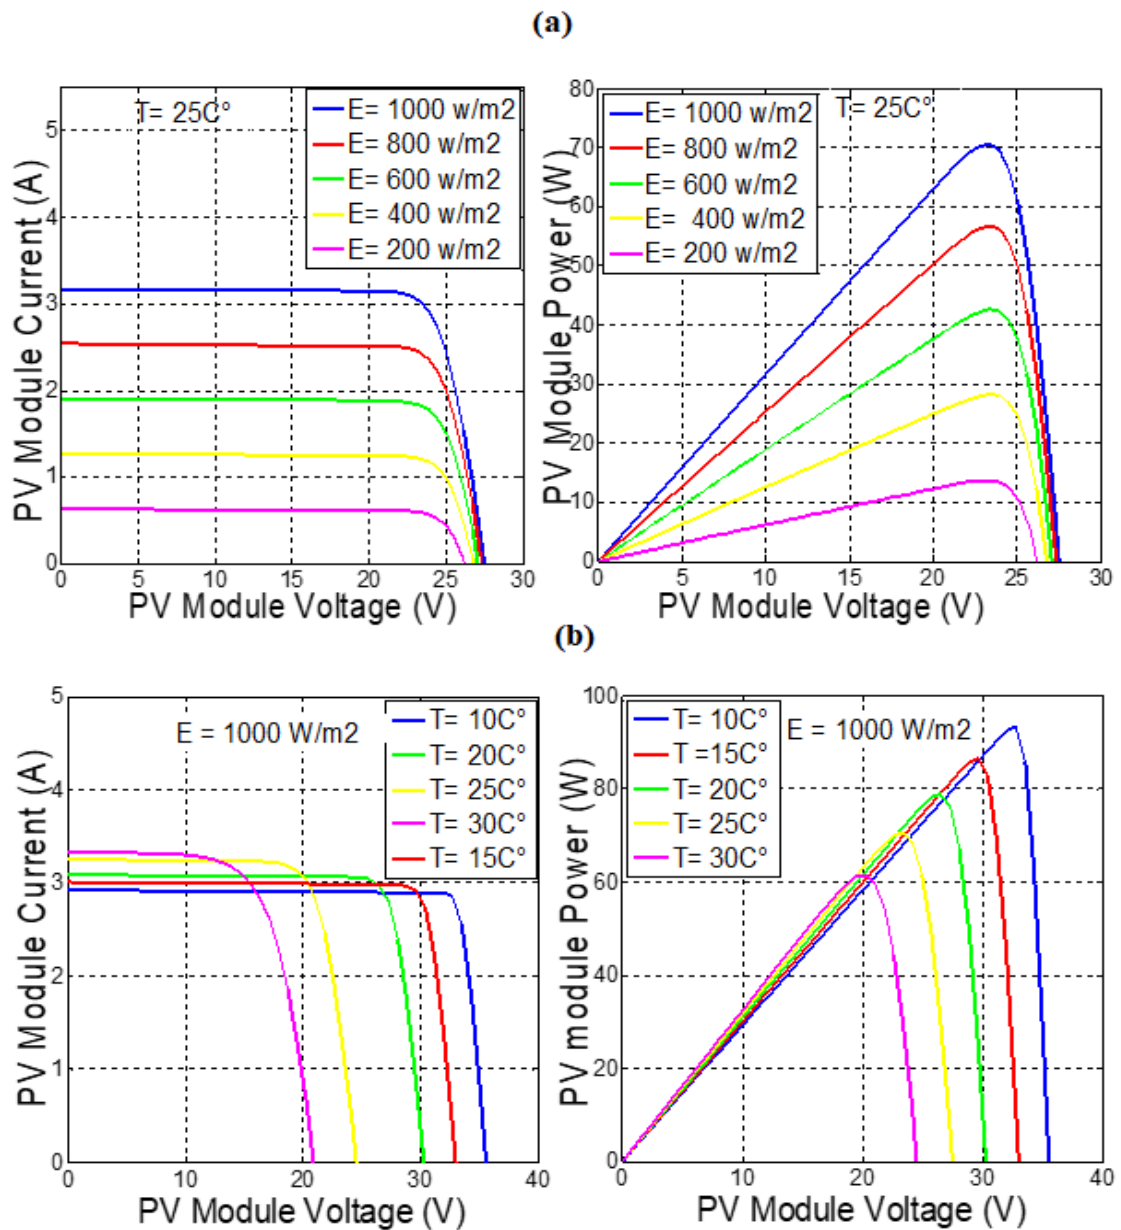 (a)
PV Module Current (A)
5
4
3
2
1
0
T= 25C°
E= 1000 w/m2
E= 800 w/m2
E= 600 w/m2
E= 400 w/m2
E= 200 w/m2
0 5 10 15 20 25 30
PV Module Voltage (V)
PV Module Power (W)
80
70
60
50
40
30
20
10
0
E= 1000 w/m2
E= 800 w/m2
E= 600 w/m2
E= 400 w/m2
E= 200 w/m2
T= 25C°
0 5 10 15 20 25 30
PV Module Voltage (V)
(b)
PV Module Current (A)
5
4
3
2
1
0
E = 1000 W/m2
T= 10C°
T= 20C°
T= 25C°
T= 30C°
T= 15C°
0 10 20 30 40
PV Module Voltage (V)
PV module Power (W)
100
80
60
40
20
0
T= 10C°
T =15C°
T= 20C°
T= 25C°
T= 30C°
E = 1000 W/m2
0 10 20 30 40
PV Module Voltage (V)